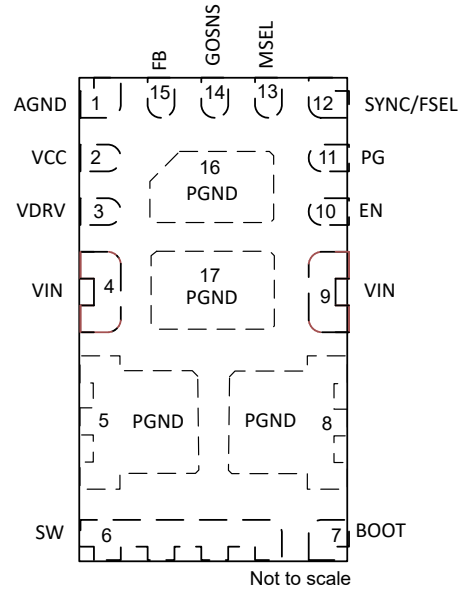 FB
GOSNS
MSEL
AGND 1 15 14 13 12 SYNC/FSEL
VCC 2 16 11 PG
PGND
VDRV 3 10 EN
VIN 4 17 9 VIN
PGND
5 PGND PGND 8
SW 6 7 BOOT
Not to scale